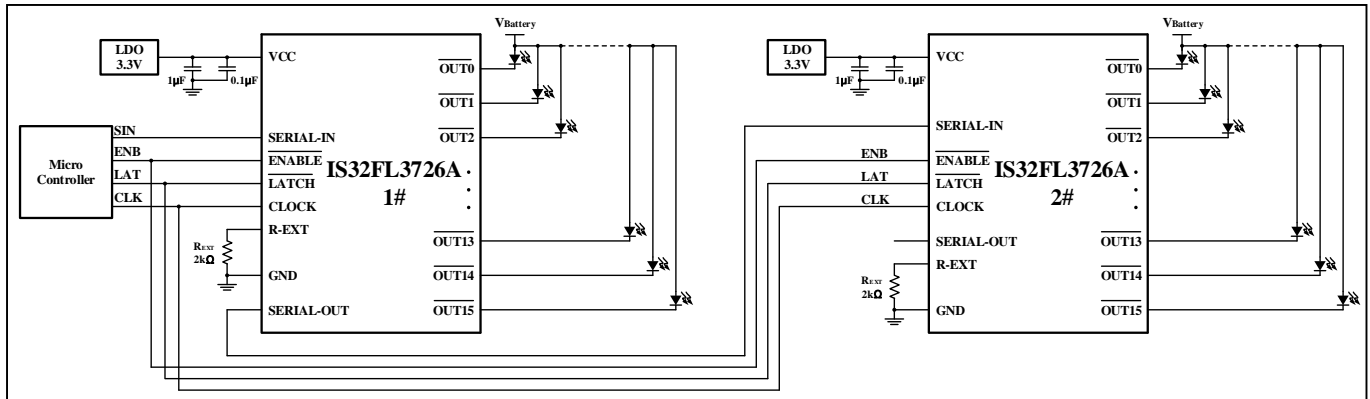 VBattery
LDO
3.3V
VCC
1µF
0.1µF
OUT0
OUT1
OUT2
SIN
SERIAL-IN
ENB
ENABLE
Micro
Controller
LAT
LATCH
CLK
CLOCK
IS32FL3726A
1#
R-EXT
REXT
2kΩ
GND
SERIAL-OUT
OUT13
OUT14
OUT15
VBattery
LDO
3.3V
VCC
1µF
0.1µF
OUT0
OUT1
OUT2
SERIAL-IN
ENB
ENABLE
LAT
LATCH
CLK
CLOCK
IS32FL3726A
2#
SERIAL-OUT
R-EXT
REXT
2kΩ
GND
OUT13
OUT14
OUT15